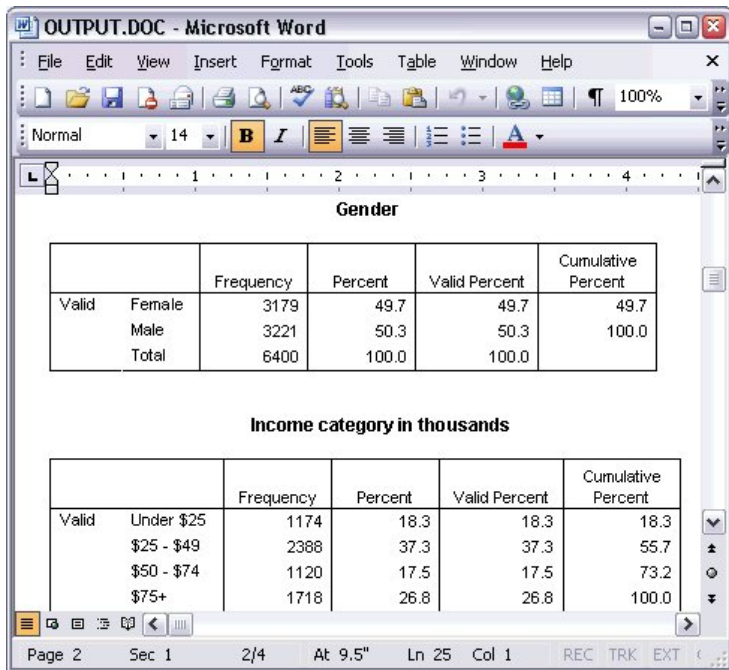 OUTPUT.DOC - Microsoft Word
File Edit View Insert Format Tools Table Window Help
ABC 100%
Normal 14 B I A
L 1 2 3 4
Gender
Frequency Percent Valid Percent Cumulative Percent
Valid Female 3179 49.7 49.7 49.7
Male 3221 50.3 50.3 100.0
Total 6400 100.0 100.0
Income category in thousands
Frequency Percent Valid Percent Cumulative Percent
Valid Under $25 1174 18.3 18.3 18.3
$25 - $49 2388 37.3 37.3 55.7
$50 - $74 1120 17.5 17.5 73.2
$75+ 1718 26.8 26.8 100.0
Page 2 Sec 1 2/4 At 9.5" Ln 25 Col 1 REC TRK EXT